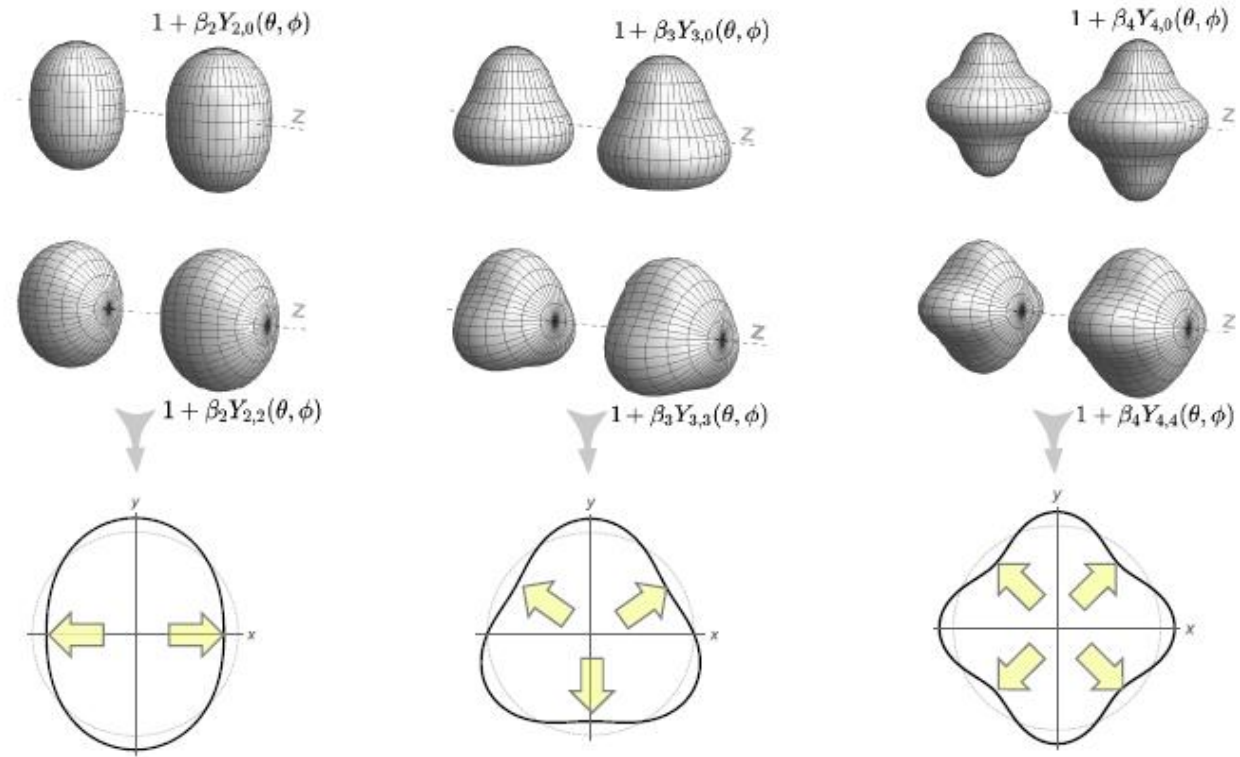 1 + β₂Y₂,₀(θ, ϕ)
1 + β₃Y₃,₀(θ, ϕ)
1 + β₄Y₄,₀(θ, ϕ)
Z
Z
Z
Z
Z
Z
Z
Z
Z
1 + β₂Y₂,₂(θ, ϕ)
1 + β₃Y₃,₃(θ, ϕ)
1 + β₄Y₄,₄(θ, ϕ)
y
y
y
x
x
x